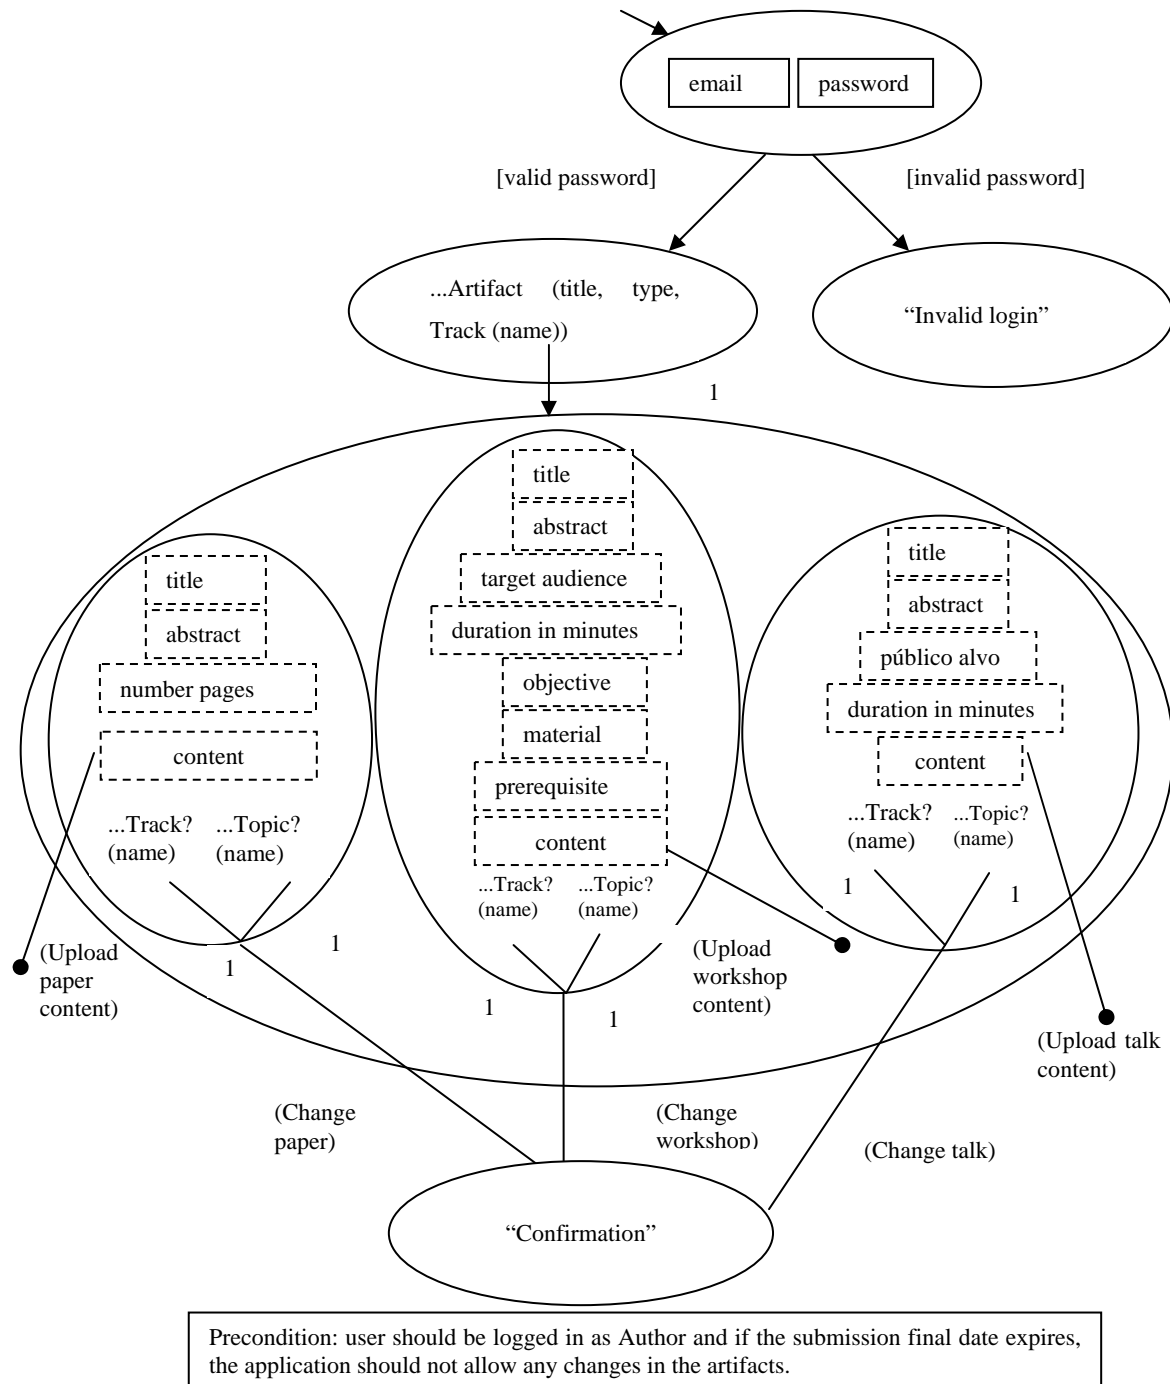 email
password
[valid password]
[invalid password]
...Artifact (title, type,
Track (name))
“Invalid login”
1
title
abstract
number pages
content
...Track?
(name)
...Topic?
(name)
1
1
(Upload
paper
content)
title
abstract
target audience
duration in minutes
objective
material
prerequisite
content
...Track?
(name)
...Topic?
(name)
1
1
(Upload
workshop
content)
title
abstract
público alvo
duration in minutes
content
...Track?
(name)
...Topic?
(name)
1
1
(Upload talk
content)
(Change
paper)
(Change
workshop)
(Change talk)
“Confirmation”
Precondition: user should be logged in as Author and if the submission final date expires,
the application should not allow any changes in the artifacts.